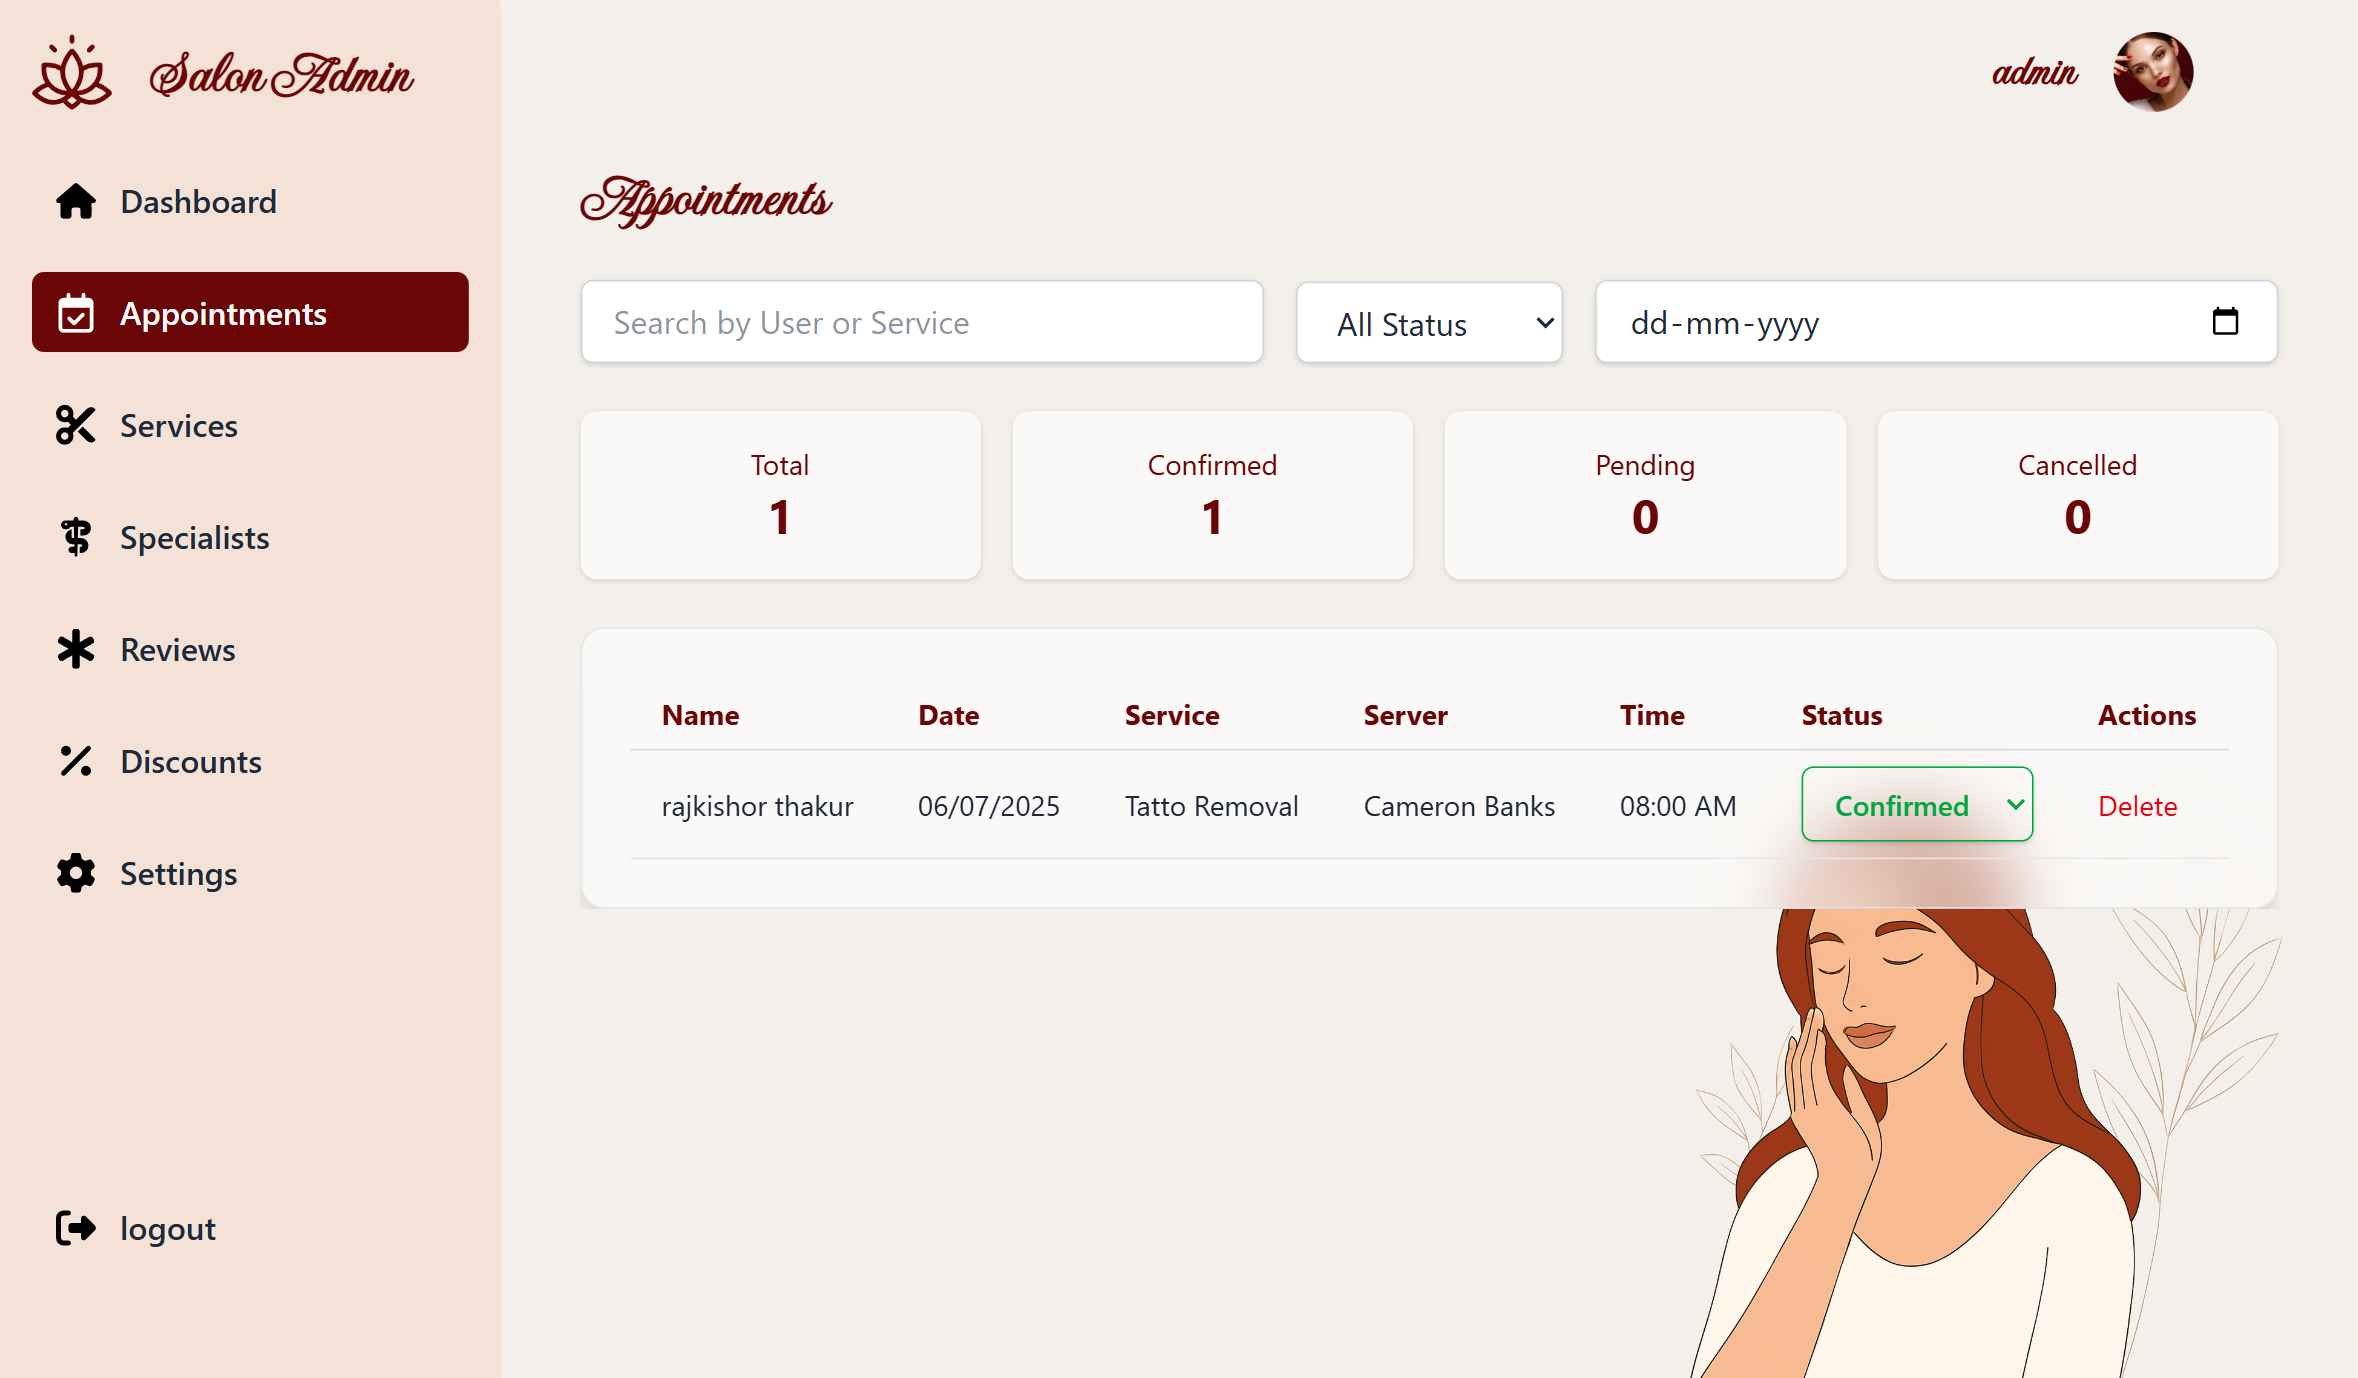 Salon Admin
admin
Dashboard
Appointments
Services
Specialists
Reviews
Discounts
Settings
logout
Appointments
Search by User or Service
All Status
dd-mm-yyyy
Total
1
Confirmed
1
Pending
0
Cancelled
0
Name Date Service Server Time Status Actions
rajkishor thakur 06/07/2025 Tatto Removal Cameron Banks 08:00 AM Confirmed Delete